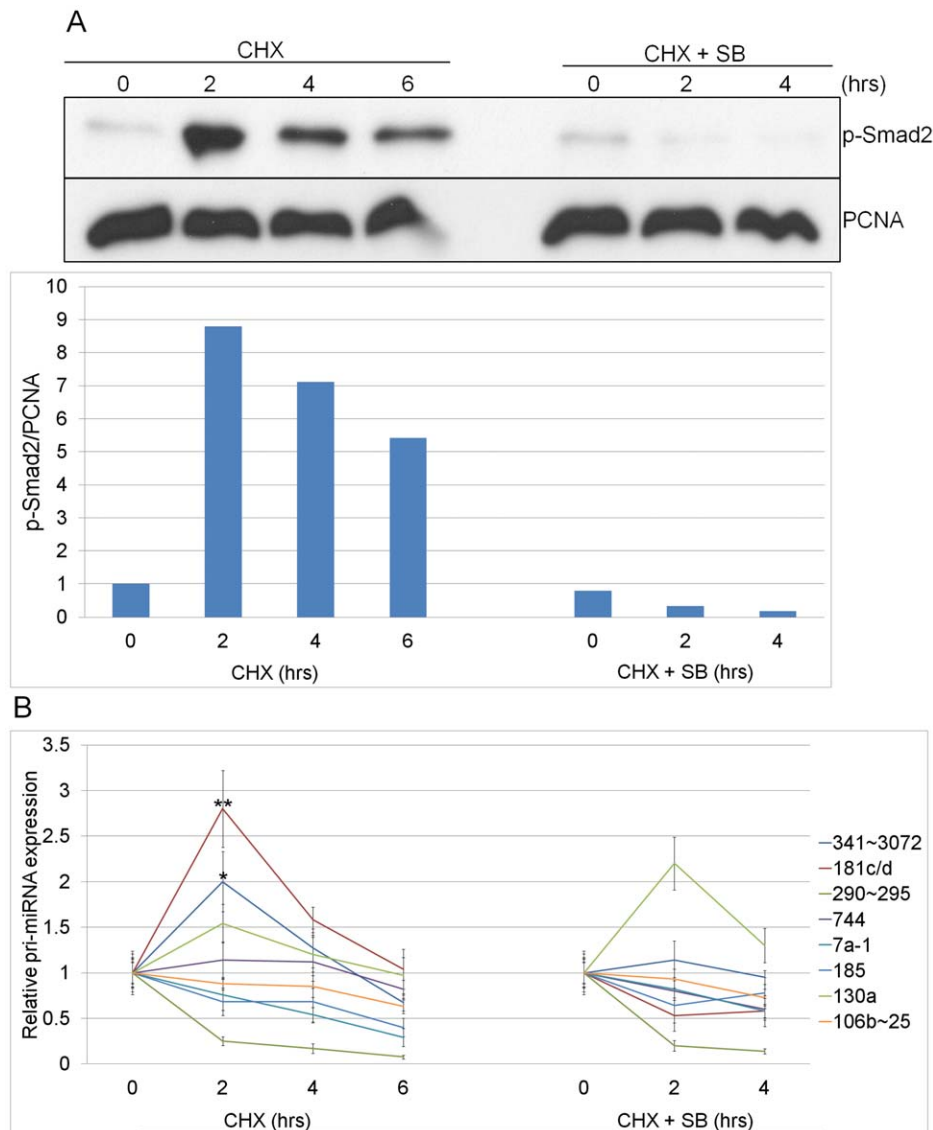 A
CHX
CHX + SB
0 2 4 6 0 2 4 (hrs)
p-Smad2
PCNA
p-Smad2/PCNA
10
9
8
7
6
5
4
3
2
1
0
0 2 4 6 0 2 4
CHX (hrs) CHX + SB (hrs)
B
Relative pri-miRNA expression
3.5
3
2.5
2
1.5
1
0.5
0
**
*
341~3072
181c/d
290~295
744
7a-1
185
130a
106b~25
0 2 4 6 0 2 4
CHX (hrs) CHX + SB (hrs)